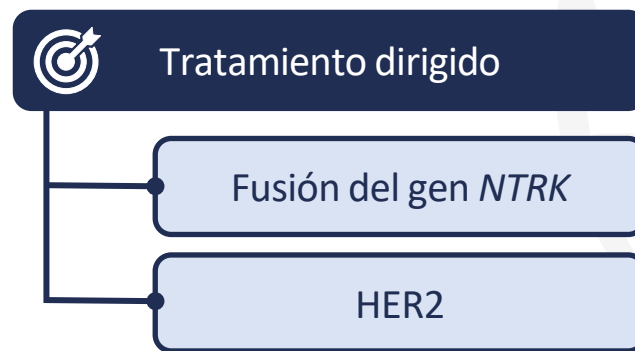 Tratamiento dirigido
Fusión del gen NTRK
HER2